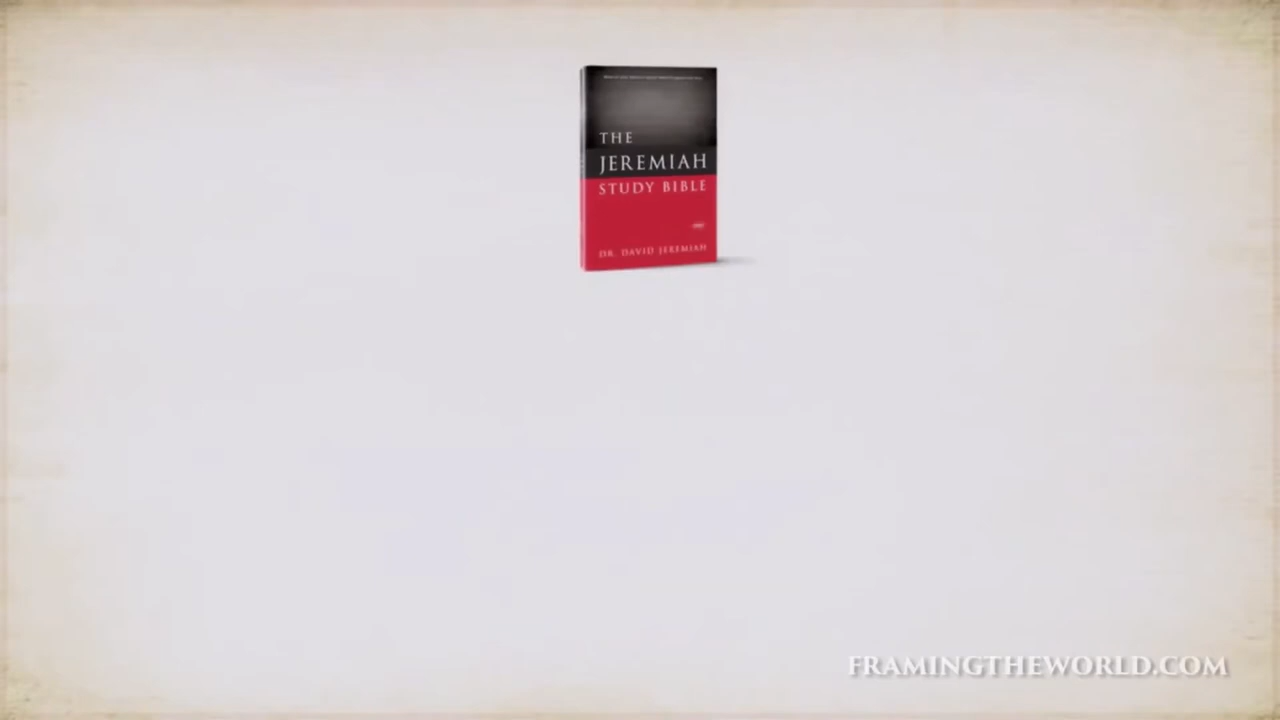 THE
JEREMIAH
STUDY BIBLE
DR. DAVID JEREMIAH
FRAMINGTHEWORLD.COM